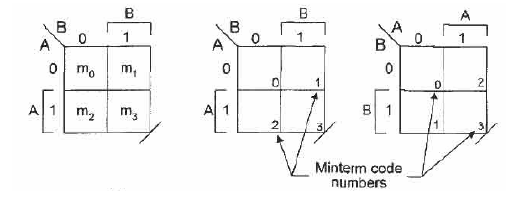 B B A
B B A
A 0 1 A 0 1 B 0 1
0 m0 m1 0 0 1 0 0 2
A 1 m2 m3 A 1 2 3 B 1 1 3
Minterm code
numbers